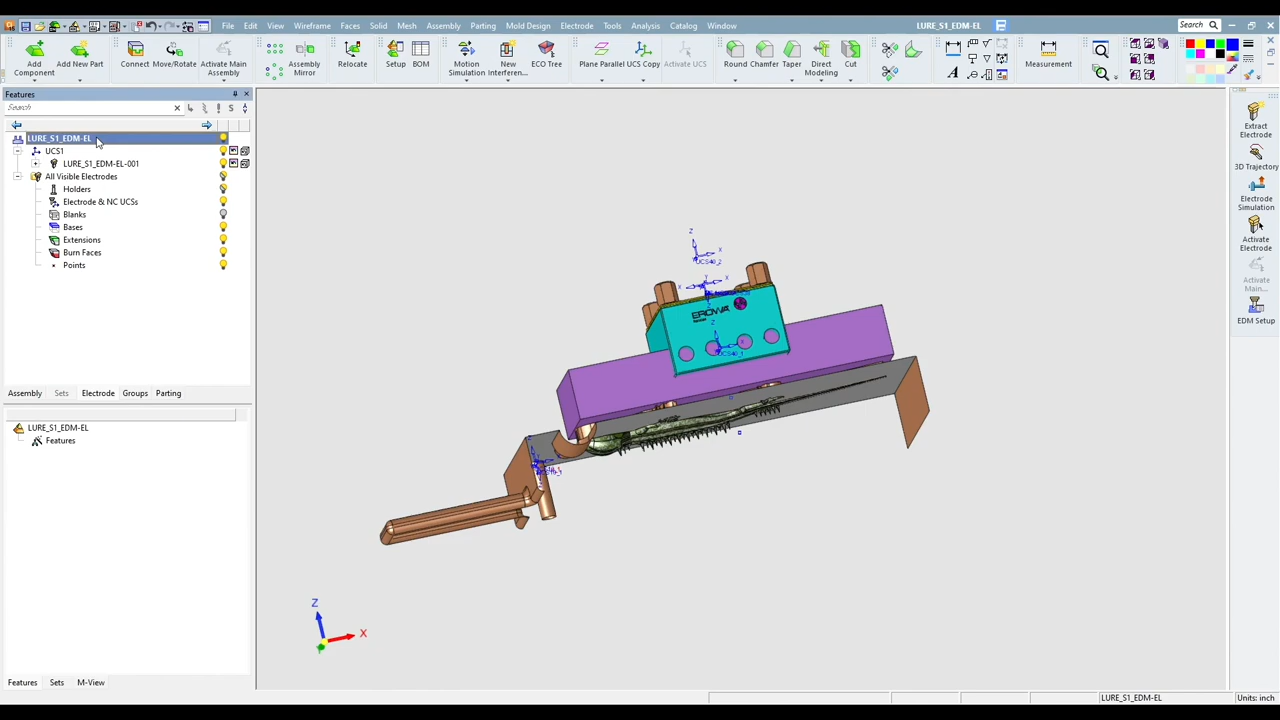 File Edit View Wireframe Faces Solid Mesh Assembly Parting Mold Design Electrode Tools Analysis Catalog Window LURE_S1_EDM-EL Search
Add Component
Add New Part
Connect
Move/Rotate
Activate Main Assembly
Assembly Mirror
Relocate
Setup
BOM
Motion Simulation
New Interferen...
Tree
Plane Parallel
UCS Copy
Activate UCS
Round
Chamfer
Taper
Direct Modeling
Cut
Measurement
Features
Search
LURE_S1_EDM-EL
UCS1
LURE_S1_EDM-EL-001
All Visible Electrodes
Holders
Electrode & NC UCSs
Blanks
Bases
Extensions
Burn Faces
Points
Assembly Sets Electrode Groups Parting
LURE_S1_EDM-EL
Features
Features Sets M-View
Z
X
UCS40_2
Y
X
EROWA
Z
X
UCS40_1
Z
X
Extract Electrode
3D Trajectory
Electrode Simulation
Activate Electrode
Activate Main...
EDM Setup
LURE_S1_EDM-EL
Units: inch